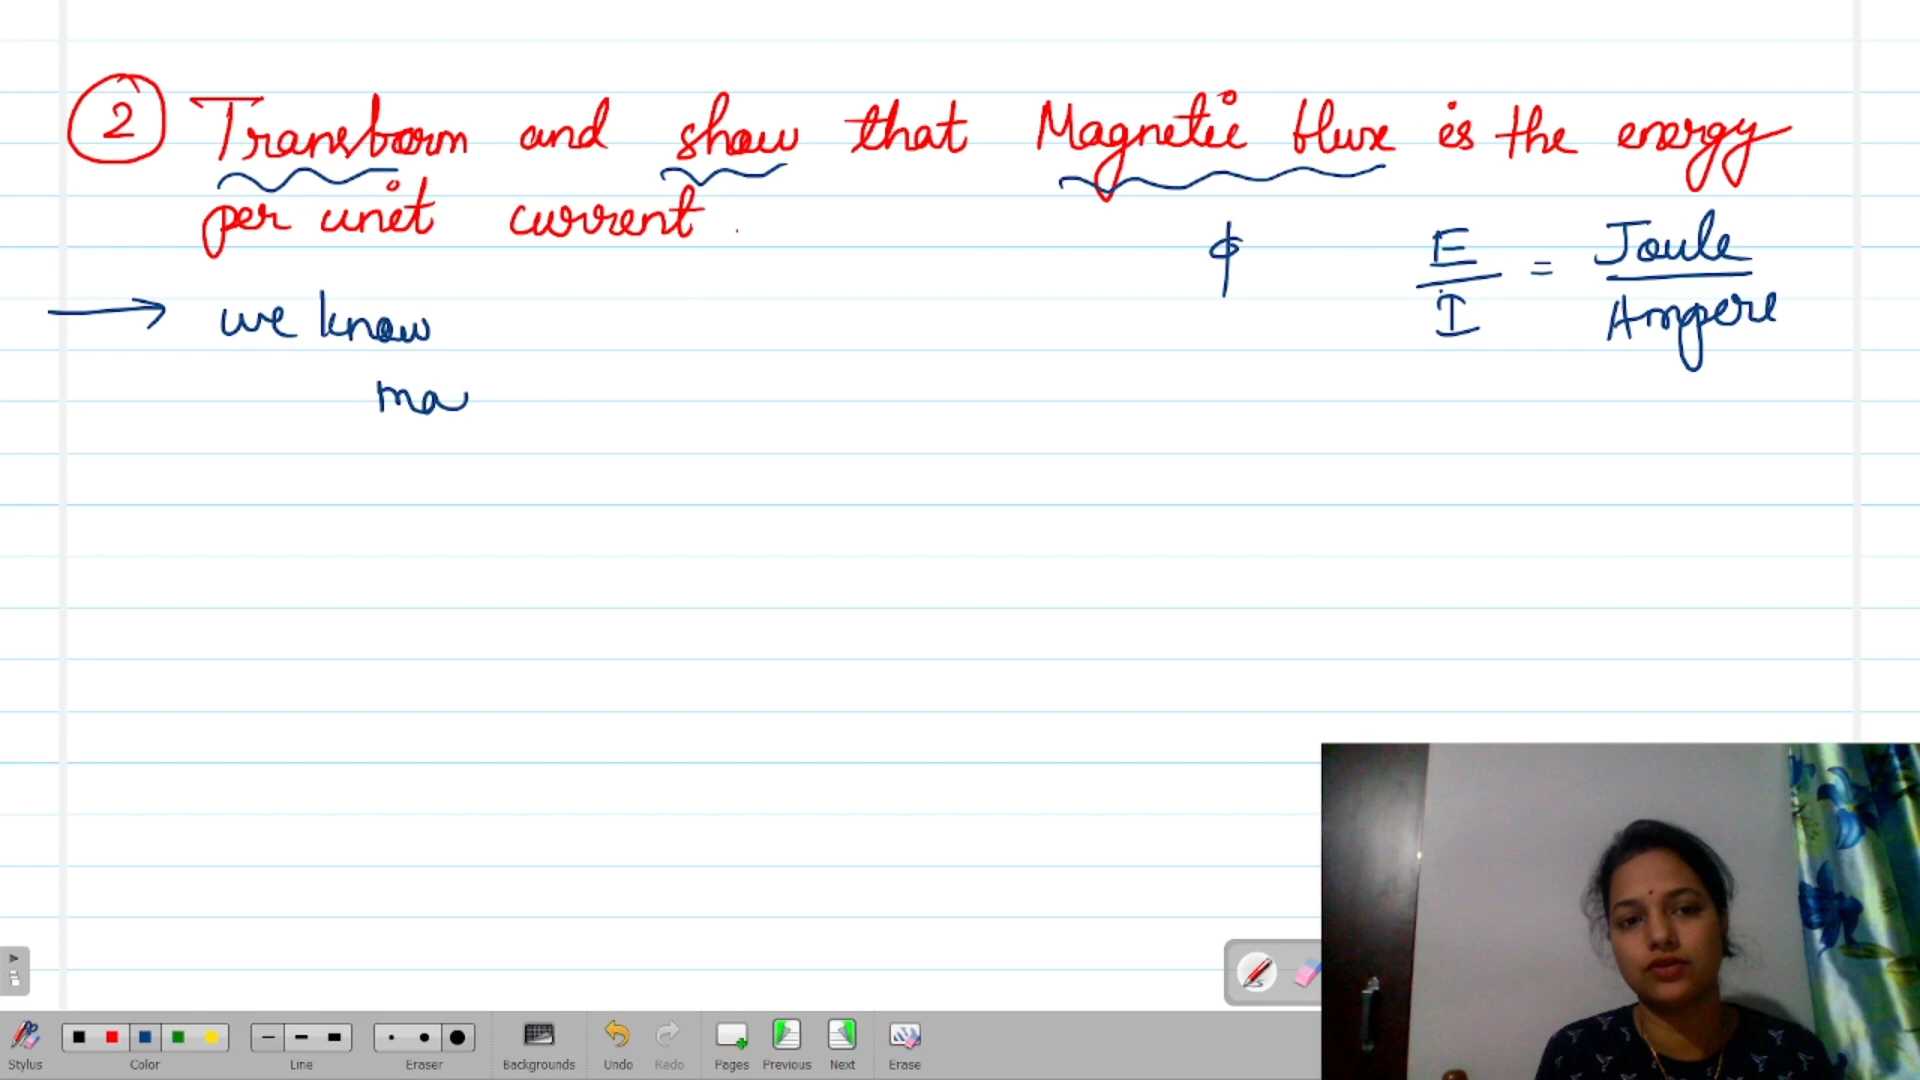 2 Transform and show that Magnetic flux is the energy
per unit current.
ϕ E/I = Joule/Ampere
→ we know
ma
Stylus Color Line Eraser Backgrounds Undo Redo Pages Previous Next Erase